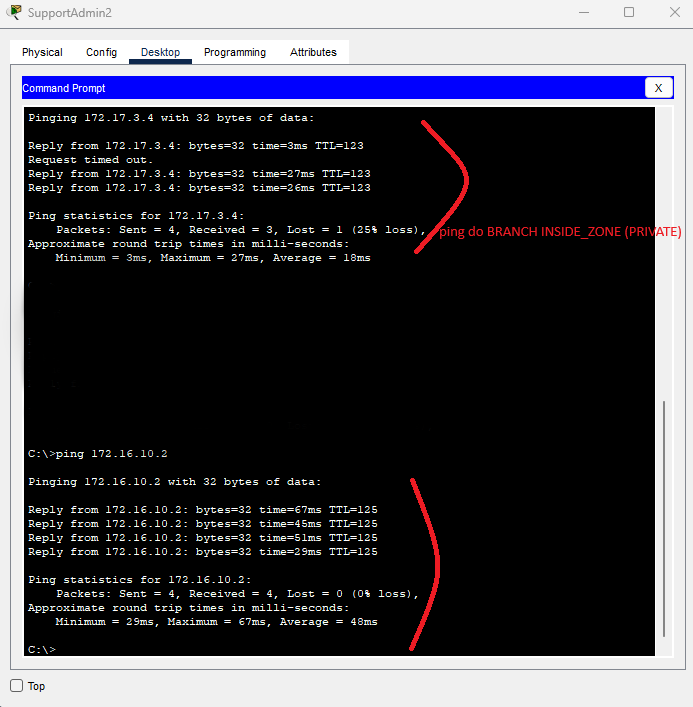 SupportAdmin2
Physical Config Desktop Programming Attributes
Command Prompt X
Pinging 172.17.3.4 with 32 bytes of data:
Reply from 172.17.3.4: bytes=32 time=3ms TTL=123
Request timed out.
Reply from 172.17.3.4: bytes=32 time=27ms TTL=123
Reply from 172.17.3.4: bytes=32 time=26ms TTL=123
Ping statistics for 172.17.3.4:
Packets: Sent = 4, Received = 3, Lost = 1 (25% loss),
ping do BRANCH INSIDE_ZONE (PRIVATE)
Approximate round trip times in milli-seconds:
Minimum = 3ms, Maximum = 27ms, Average = 18ms
C:\>ping 172.16.10.2
Pinging 172.16.10.2 with 32 bytes of data:
Reply from 172.16.10.2: bytes=32 time=67ms TTL=125
Reply from 172.16.10.2: bytes=32 time=45ms TTL=125
Reply from 172.16.10.2: bytes=32 time=51ms TTL=125
Reply from 172.16.10.2: bytes=32 time=29ms TTL=125
Ping statistics for 172.16.10.2:
Packets: Sent = 4, Received = 4, Lost = 0 (0% loss),
Approximate round trip times in milli-seconds:
Minimum = 29ms, Maximum = 67ms, Average = 48ms
C:\>
Top